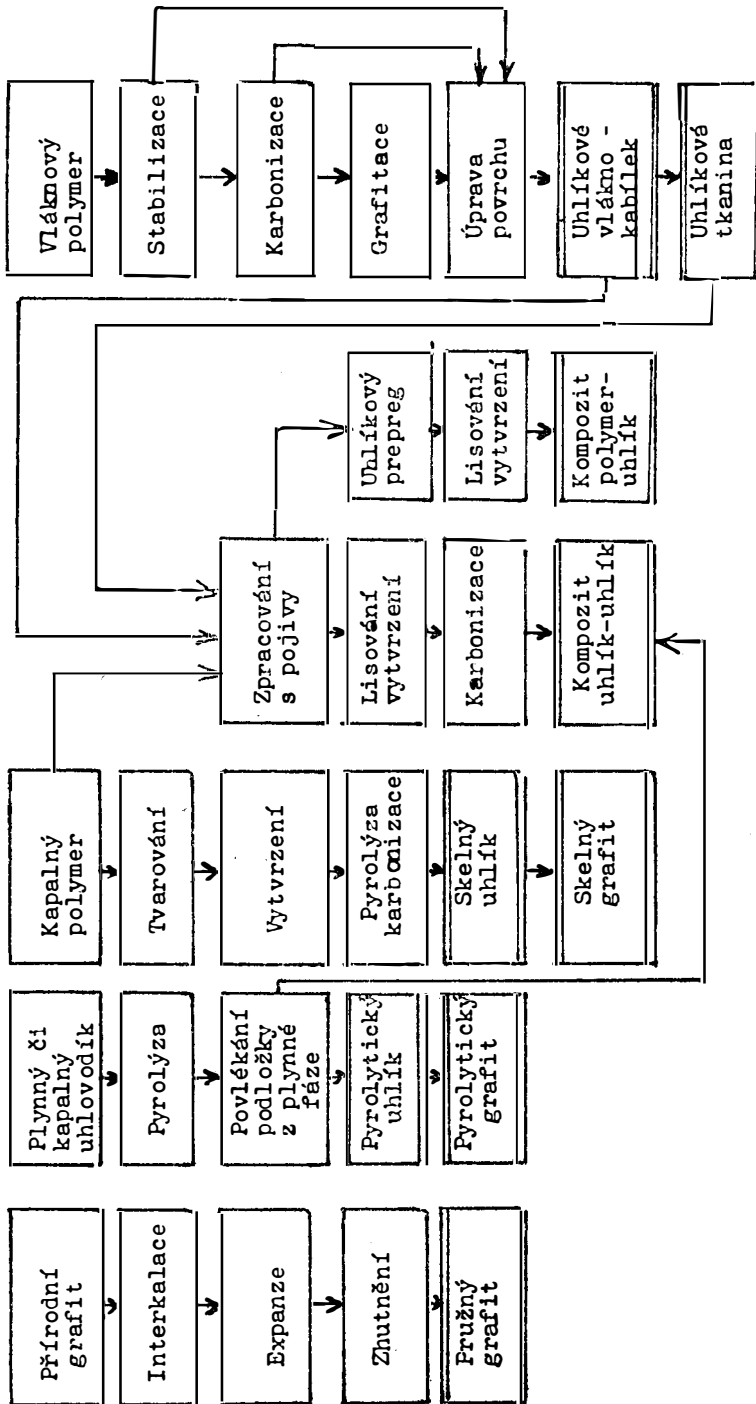 Přírodní
grafit
Interkalace
Expanze
Zhutnění
Pružný
grafit
Plynný či
kapalný
uhlovodík
Pyrolýza
Povlékání
podložky
z plynné
fáze
Pyrolytický
uhlík
Pyrolytický
grafit
Kapalný
polymer
Tvarování
Vytvrzení
Pyrolýza
karbonizace
Skelný
uhlík
Skelný
grafit
Zpracování
s pojivy
Lisování
vytvrzení
Karbonizace
Kompozit
uhlík-uhlík
Uhlíkový
prepreg
Lisování
vytvrzení
Kompozit
polymer-
uhlík
Vláknový
polymer
Stabilizace
Karbonizace
Grafitace
Úprava
povrchu
Uhlíkové
vlákno -
kabílek
Uhlíková
tkanina